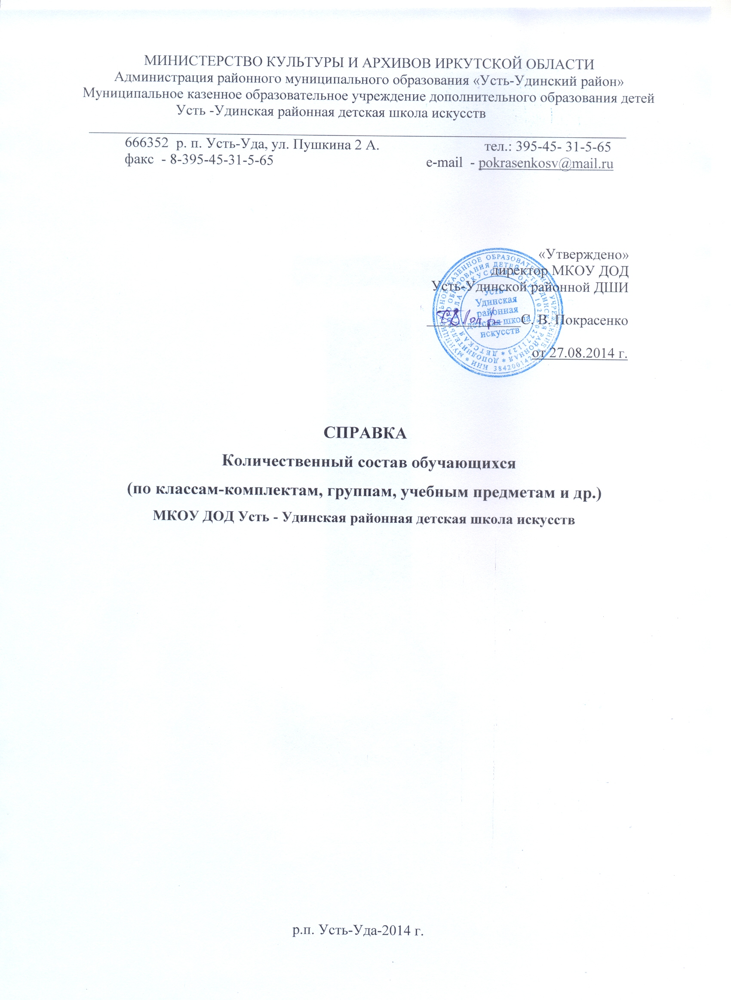 МИНИСТЕРСТВО КУЛЬТУРЫ И АРХИВОВ ИРКУТСКОЙ ОБЛАСТИ
Администрация районного муниципального образования «Усть-Удинский район»
Муниципальное казенное образовательное учреждение дополнительного образования детей
Усть -Удинская районная детская школа искусств
666352 р. п. Усть-Уда, ул. Пушкина 2 А. тел.: 395-45- 31-5-65
факс - 8-395-45-31-5-65 e-mail - pokrasenkosv@mail.ru
«Утверждено»
директор МКОУ ДОД
Усть-Удинской районной ДШИ
С. В. Покрасенко
от 27.08.2014 г.
Усть-
Удинская
районная
детская школа
искусств
СПРАВКА
Количественный состав обучающихся
(по классам-комплектам, группам, учебным предметам и др.)
МКОУ ДОД Усть - Удинская районная детская школа искусств
р.п. Усть-Уда-2014 г.